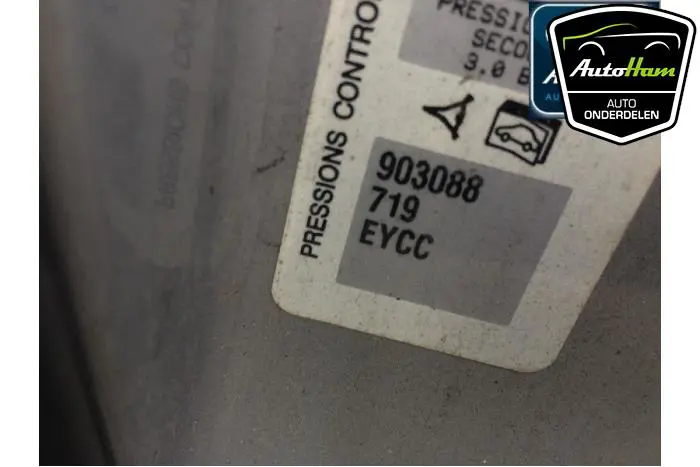 PRESSIO
SECO
3.0 B
PRESSIONS CONTRO
903088
719
EYCC
AutoHam
AUTO
ONDERDELEN